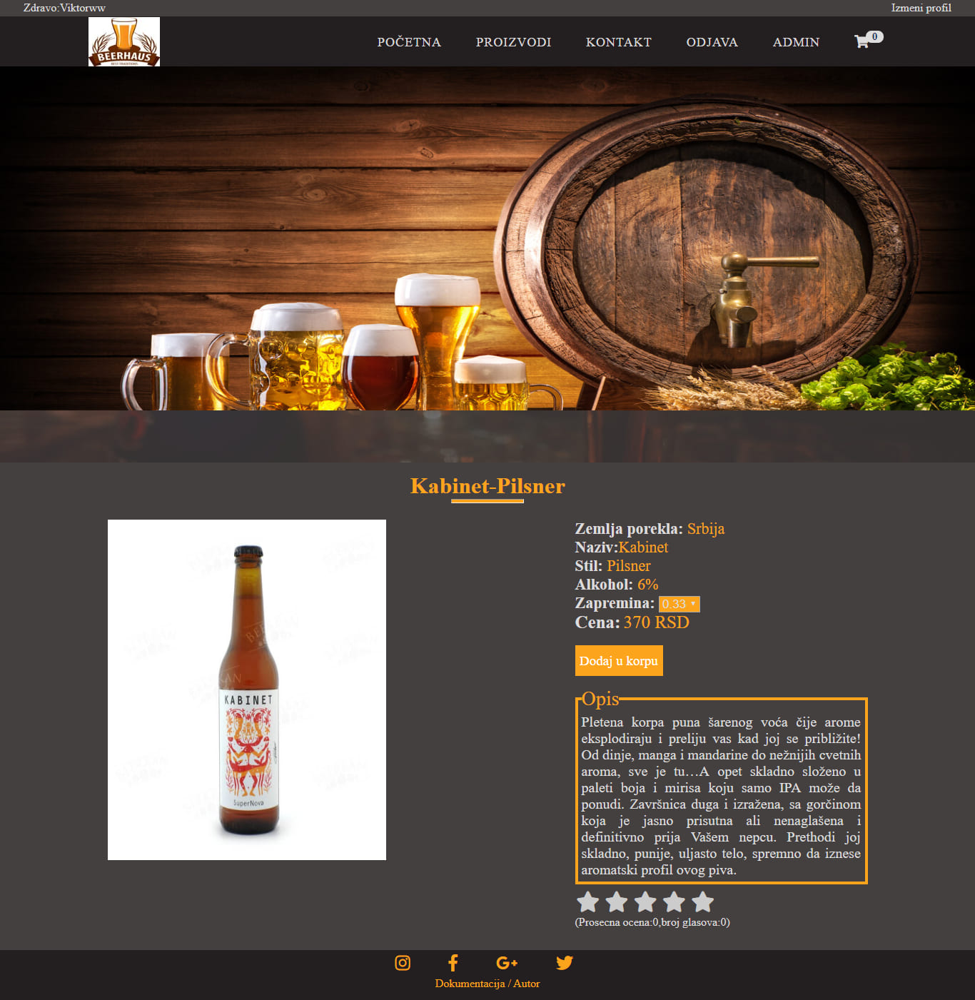 Zdravo:Viktorww
Izmeni profil
BEERHAUS
BEST TRADITIONS
POČETNA
PROIZVODI
KONTAKT
ODJAVA
ADMIN
0
Kabinet-Pilsner
KABINET
SuperNova
Zemlja porekla: Srbija
Naziv:Kabinet
Stil: Pilsner
Alkohol: 6%
Zapremina: 0.33
Cena: 370 RSD
Dodaj u korpu
Opis
Pletena korpa puna šarenog voća čije arome
eksplodiraju i preliju vas kad joj se približite!
Od dinje, manga i mandarine do nežnijih cvetnih
aroma, sve je tu…A opet skladno složeno u
paleti boja i mirisa koju samo IPA može da
ponudi. Završnica duga i izražena, sa gorčinom
koja je jasno prisutna ali nenaglašena i
definitivno prija Vašem nepcu. Prethodi joj
skladno, punije, uljasto telo, spremno da iznese
aromatski profil ovog piva.
(Prosecna ocena:0,broj glasova:0)
Dokumentacija / Autor